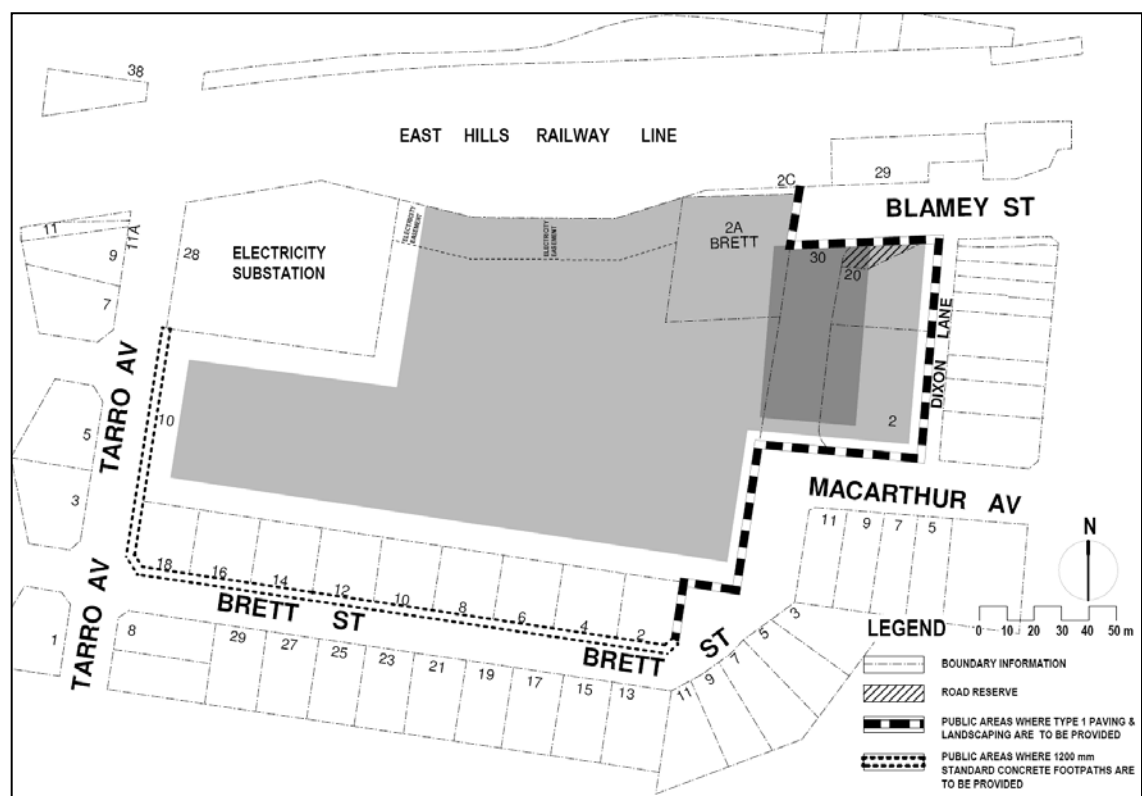 38
EAST HILLS RAILWAY LINE
29
2C
BLAMEY ST
11
11A
9
7
28
ELECTRICITY
SUBSTATION
ELECTRICITY
EASEMENT
ELECTRICITY
EASEMENT
2A
BRETT
30
20
DIXON LANE
2
TARRO AV
10
5
3
MACARTHUR AV
11
9
7
5
N
0 10 20 30 40 50 m
18
16
14
12
10
8
6
4
2
BRETT ST
BRETT ST
TARRO AV
1
8
29
27
25
23
21
19
17
15
13
11
9
7
5
3
LEGEND
BOUNDARY INFORMATION
ROAD RESERVE
PUBLIC AREAS WHERE TYPE 1 PAVING &
LANDSCAPING ARE TO BE PROVIDED
PUBLIC AREAS WHERE 1200 mm
STANDARD CONCRETE FOOTPATHS ARE
TO BE PROVIDED